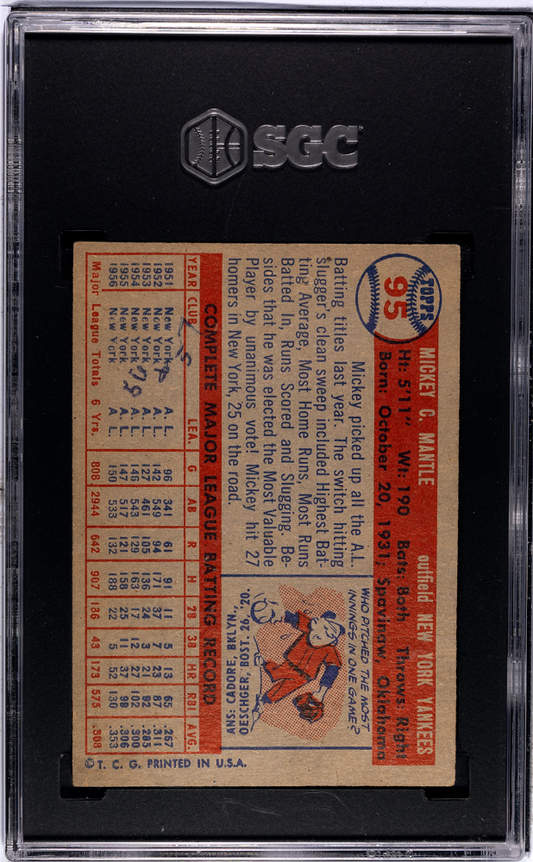 SGC
TOPPS
95
MICKEY C. MANTLE outfield NEW YORK YANKEES
Ht: 5'11" Wt: 190 Bats: Both Throws: Right
Born: October 20, 1931; Spavinaw, Oklahoma
Mickey picked up all the A.L.
Batting titles last year. The switch hitting
slugger's clean sweep included Highest Bat-
ting Average, Most Home Runs, Most Runs
Batted In, Runs Scored and Slugging. Be-
sides that he was elected the Most Valuable
Player by unanimous vote! Mickey hit 27
homers in New York, 25 on the road.
WHO PITCHED THE MOST
INNINGS IN ONE GAME?
ANS: CADORE, BKLYN.,
OESCHGER, BOST. 26, '20.
COMPLETE MAJOR LEAGUE BATTING RECORD
YEAR CLUB LEA. G AB R H 2B 3B HR RBI AVG.
1951 New York A. L. 96 341 61 91 11 5 13 65 .267
1952 New York A. L. 142 549 94 171 37 7 23 87 .311
1953 New York A. L. 127 461 105 136 24 3 21 92 .295
1954 New York A. L. 146 543 129 163 17 12 27 102 .300
1955 New York A. L. 147 517 121 158 25 11 37 99 .306
1956 New York A. L. 150 533 132 188 22 5 52 130 .353
Major League Totals 6 Yrs. 808 2944 642 907 136 43 173 575 .308
© T. C. G. PRINTED IN U.S.A.